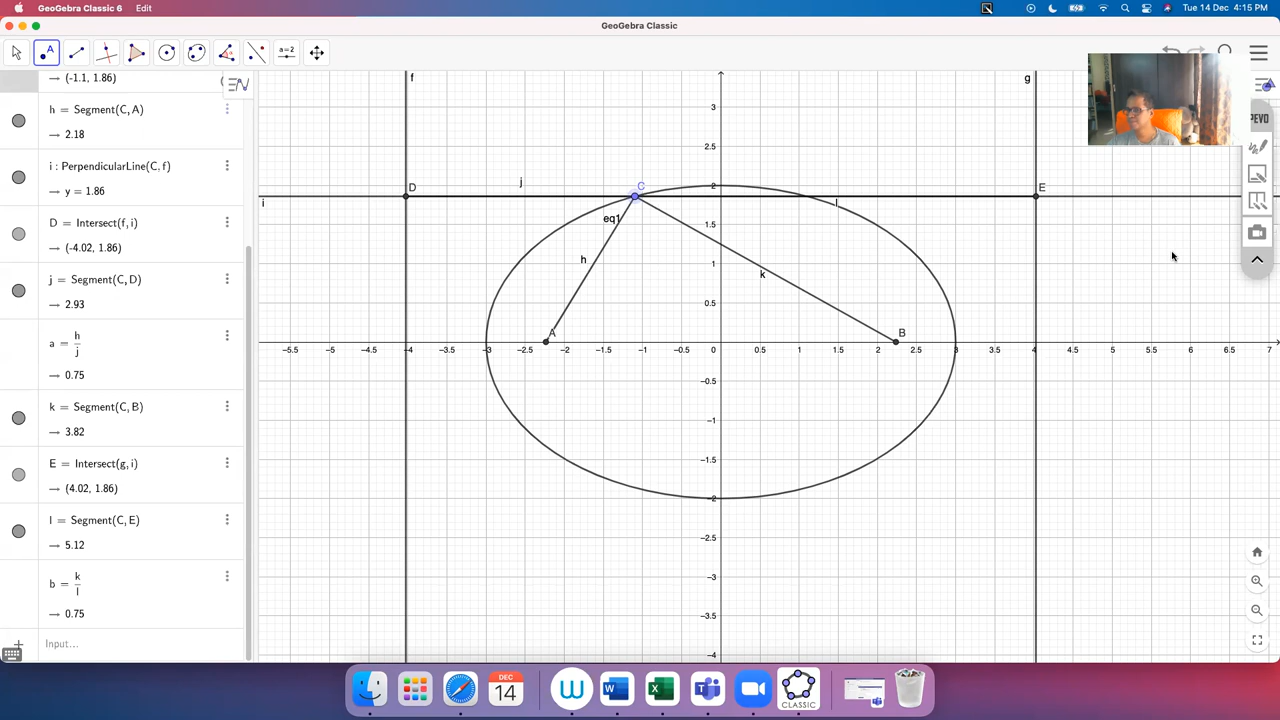 GeoGebra Classic 6 Edit Tue 14 Dec 4:15 PM
GeoGebra Classic
a=2
→ (-1.1, 1.86)
h = Segment(C, A)
→ 2.18
i : PerpendicularLine(C, f)
→ y = 1.86
D = Intersect(f, i)
→ (-4.02, 1.86)
j = Segment(C, D)
→ 2.93
a = h/j
→ 0.75
k = Segment(C, B)
→ 3.82
E = Intersect(g, i)
→ (4.02, 1.86)
l = Segment(C, E)
→ 5.12
b = k/l
→ 0.75
Input...
f g
3
2.5
D j C 2 E
i l
eq1 1.5
h 1 k
0.5
A B
-5.5 -5 -4.5 -4 -3.5 -3 -2.5 -2 -1.5 -1 -0.5 0 0.5 1 1.5 2 2.5 3 3.5 4 4.5 5 5.5 6 6.5 7
-0.5
-1
-1.5
-2
-2.5
-3
-3.5
-4
DEC
14
W
CLASSIC